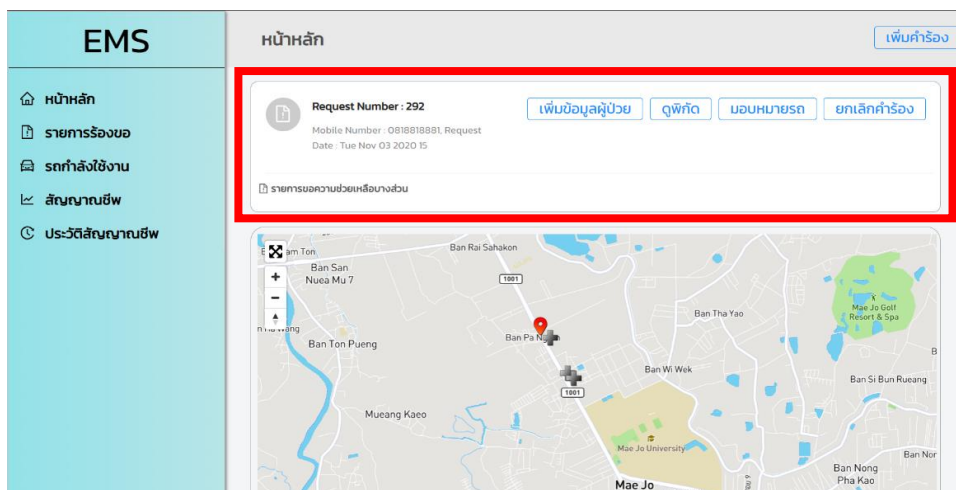 EMS
หน้าหลัก
เพิ่มคำร้อง
หน้าหลัก
รายการร้องขอ
รถกำลังใช้งาน
สัญญาณชีพ
ประวัติสัญญาณชีพ
Request Number : 292
เพิ่มข้อมูลผู้ป่วย
ดูพิกัด
มอบหมายรถ
ยกเลิกคำร้อง
Mobile Number : 0818818881, Request
Date : Tue Nov 03 2020 15
รายการขอความช่วยเหลือบางส่วน
Ban Rai Sahakon
Ban San
Nuea Mu 7
1001
Mae Jo Golf
Resort & Spa
Ban Tha Yao
Ban Ton Pueng
Ban Wi Wek
Ban Si Bun Rueang
1001
Mueang Kaeo
Mae Jo University
Ban Nong
Pha Kao
Mae Jo